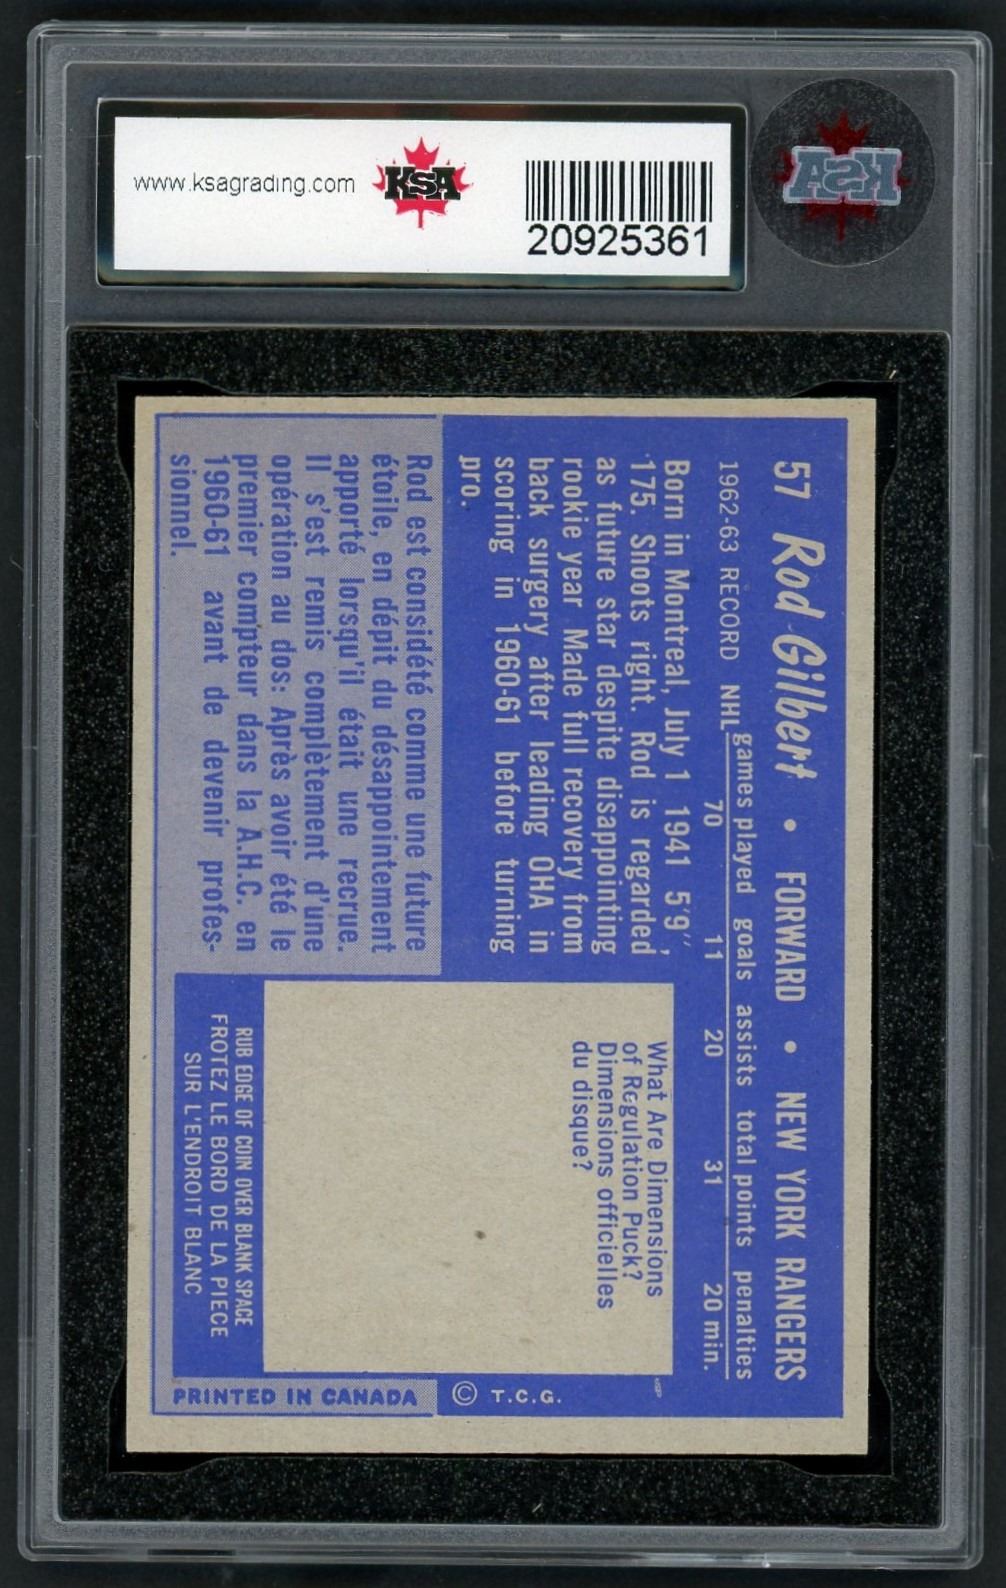 www.ksagrading.com
KSA
20925361
KSA
57 Rod Gilbert • FORWARD • NEW YORK RANGERS
games played goals assists total points penalties
1962-63 RECORD NHL 70 11 20 31 20 min.
Born in Montreal, July 1 1941 5'9",
175. Shoots right. Rod is regarded
as future star despite disappointing
rookie year. Made full recovery from
back surgery after leading OHA in
scoring in 1960-61 before turning
pro.
Rod est considété comme une future
étoile, en dépit du désappointement
apporté lorsqu'il était une recrue.
Il s'est remis complètement d'une
opération au dos: Après avoir été le
premier compteur dans la A.H.C. en
1960-61 avant de devenir profes-
sionnel.
What Are Dimensions
of Regulation Puck?
Dimensions officielles
du disque?
RUB EDGE OF COIN OVER BLANK SPACE
FROTEZ LE BORD DE LA PIECE
SUR L'ENDROIT BLANC
© T.C.G.
PRINTED IN CANADA